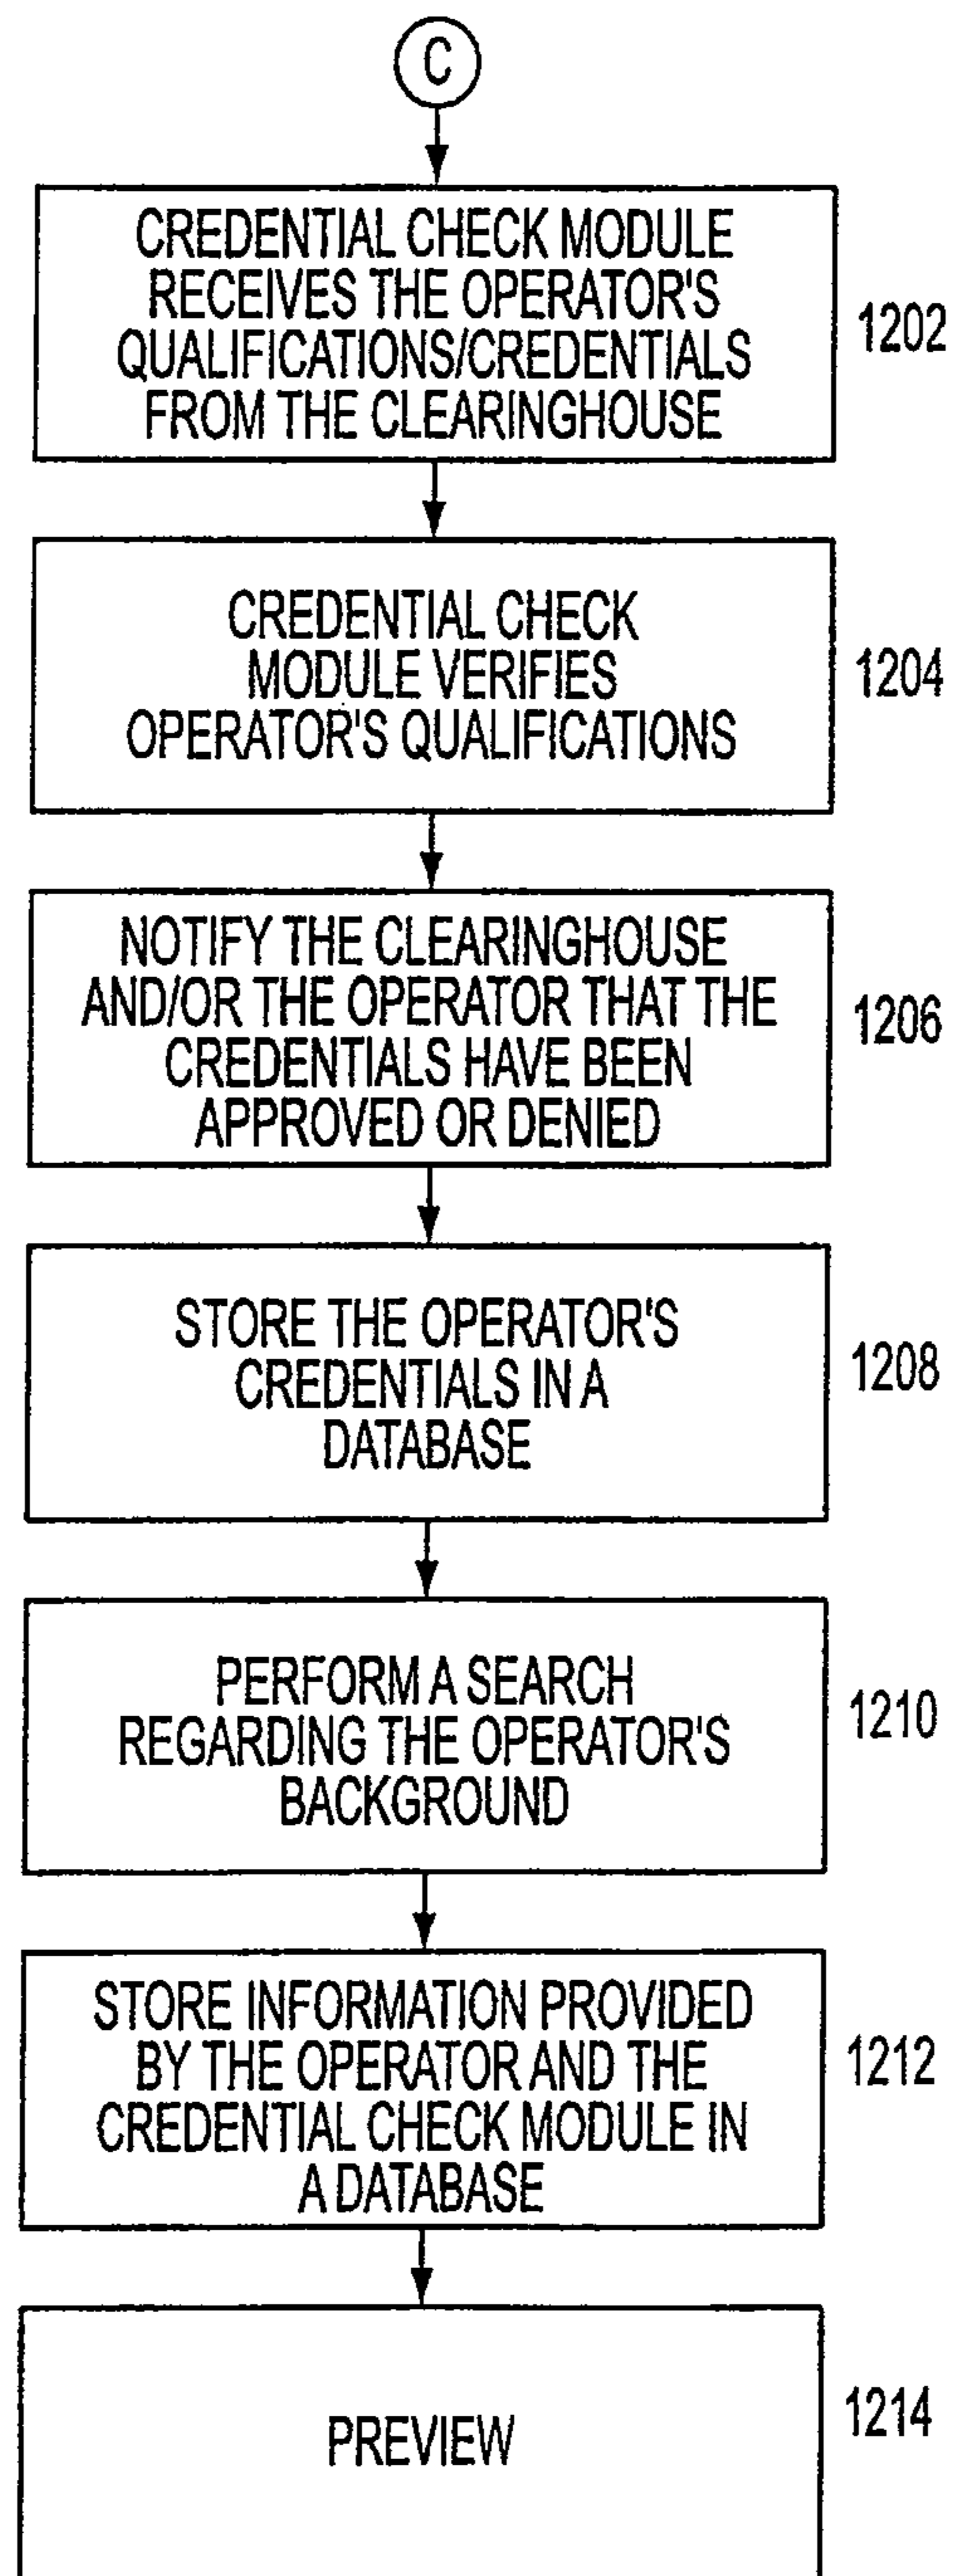 C
CREDENTIAL CHECK MODULE
RECEIVES THE OPERATOR'S
QUALIFICATIONS/CREDENTIALS
FROM THE CLEARINGHOUSE
1202
CREDENTIAL CHECK
MODULE VERIFIES
OPERATOR'S QUALIFICATIONS
1204
NOTIFY THE CLEARINGHOUSE
AND/OR THE OPERATOR THAT THE
CREDENTIALS HAVE BEEN
APPROVED OR DENIED
1206
STORE THE OPERATOR'S
CREDENTIALS IN A
DATABASE
1208
PERFORM A SEARCH
REGARDING THE OPERATOR'S
BACKGROUND
1210
STORE INFORMATION PROVIDED
BY THE OPERATOR AND THE
CREDENTIAL CHECK MODULE IN
A DATABASE
1212
PREVIEW
1214